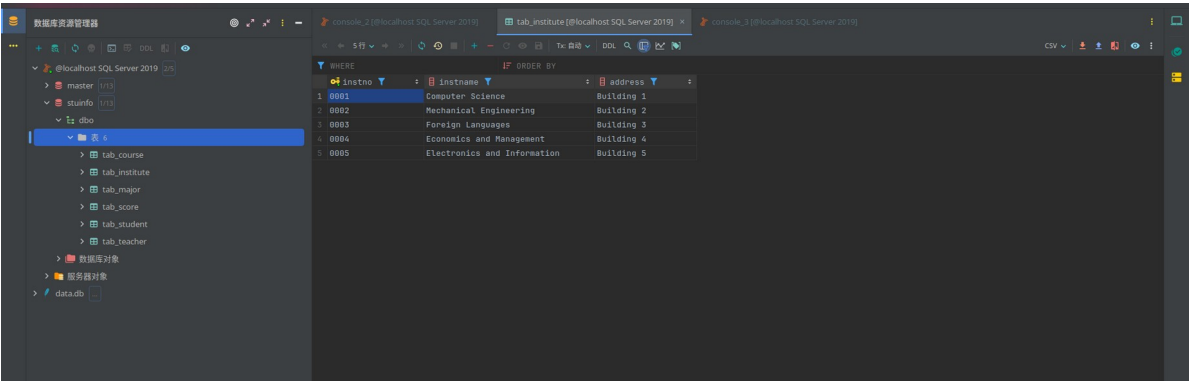 数据库资源管理器
console_2 [@localhost SQL Server 2019]
tab_institute [@localhost SQL Server 2019]
console_3 [@localhost SQL Server 2019]
DDL
5行
Tx: 自动
DDL
CSV
@localhost SQL Server 2019 2/5
WHERE
ORDER BY
master 1/13
instno
instname
address
stuinfo 1/13
1 0001 Computer Science Building 1
dbo
2 0002 Mechanical Engineering Building 2
表 6
3 0003 Foreign Languages Building 3
tab_course
4 0004 Economics and Management Building 4
tab_institute
5 0005 Electronics and Information Building 5
tab_major
tab_score
tab_student
tab_teacher
数据库对象
服务器对象
data.db ...